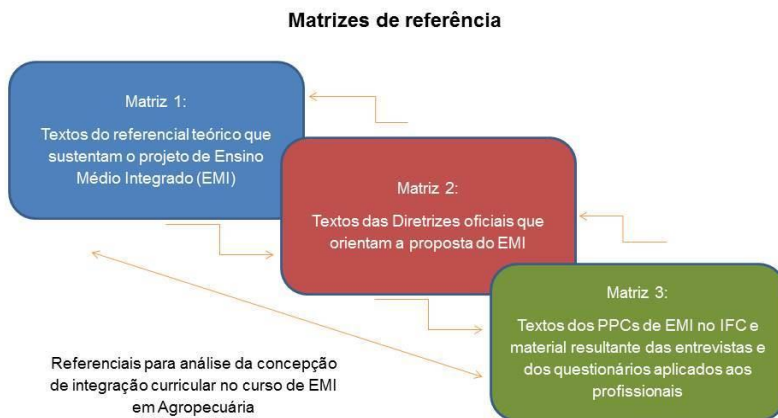 Matrizes de referência
Matriz 1:
Textos do referencial teórico que
sustentam o projeto de Ensino
Médio Integrado (EMI)
Matriz 2:
Textos das Diretrizes oficiais que
orientam a proposta do EMI
Matriz 3:
Textos dos PPCs de EMI no IFC e
material resultante das entrevistas e
dos questionários aplicados aos
profissionais
Referenciais para análise da concepção
de integração curricular no curso de EMI
em Agropecuária